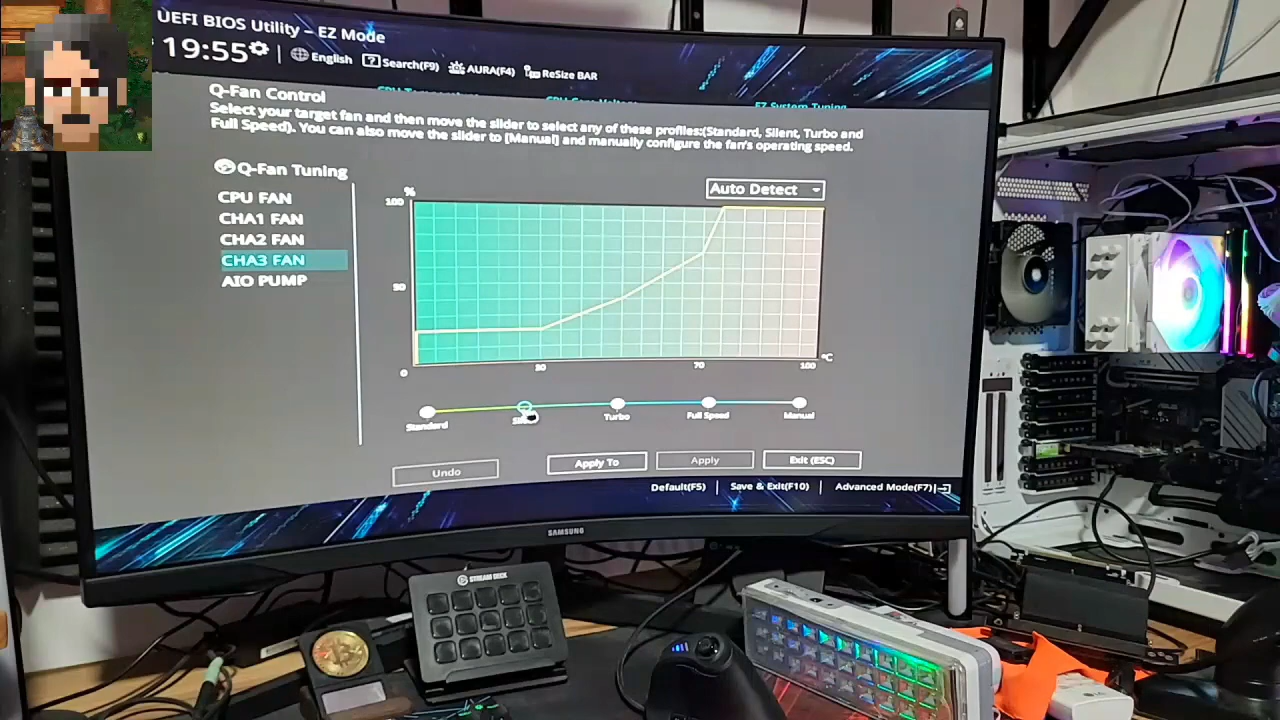 UEFI BIOS Utility – EZ Mode
19:55 English Search(F9) AURA(F4) ReSize BAR
Q-Fan Control
Select your target fan and then move the slider to select any of these profiles:(Standard, Silent, Turbo and
Full Speed). You can also move the slider to [Manual] and manually configure the fan's operating speed.
Q-Fan Tuning
CPU FAN
CHA1 FAN
CHA2 FAN
CHA3 FAN
AIO PUMP
Auto Detect
%
100
50
0
30
70
100
°C
Standard
Turbo
Full Speed
Manual
Undo
Apply To
Apply
Exit (ESC)
Default(F5)
Save & Exit(F10)
Advanced Mode(F7)
SAMSUNG
STREAM DECK